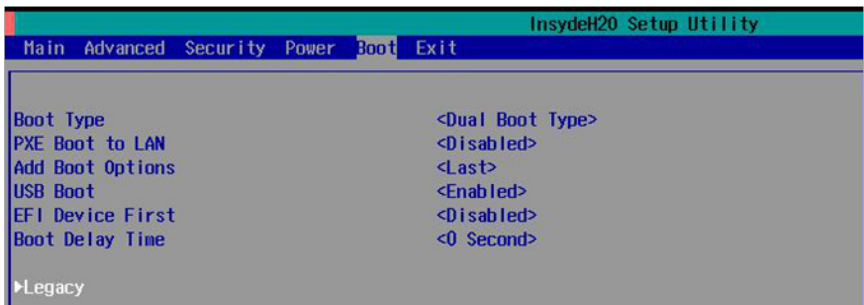 InsydeH20 Setup Utility
Main Advanced Security Power Boot Exit
Boot Type <Dual Boot Type>
PXE Boot to LAN <Disabled>
Add Boot Options <Last>
USB Boot <Enabled>
EFI Device First <Disabled>
Boot Delay Time <0 Second>
▶Legacy